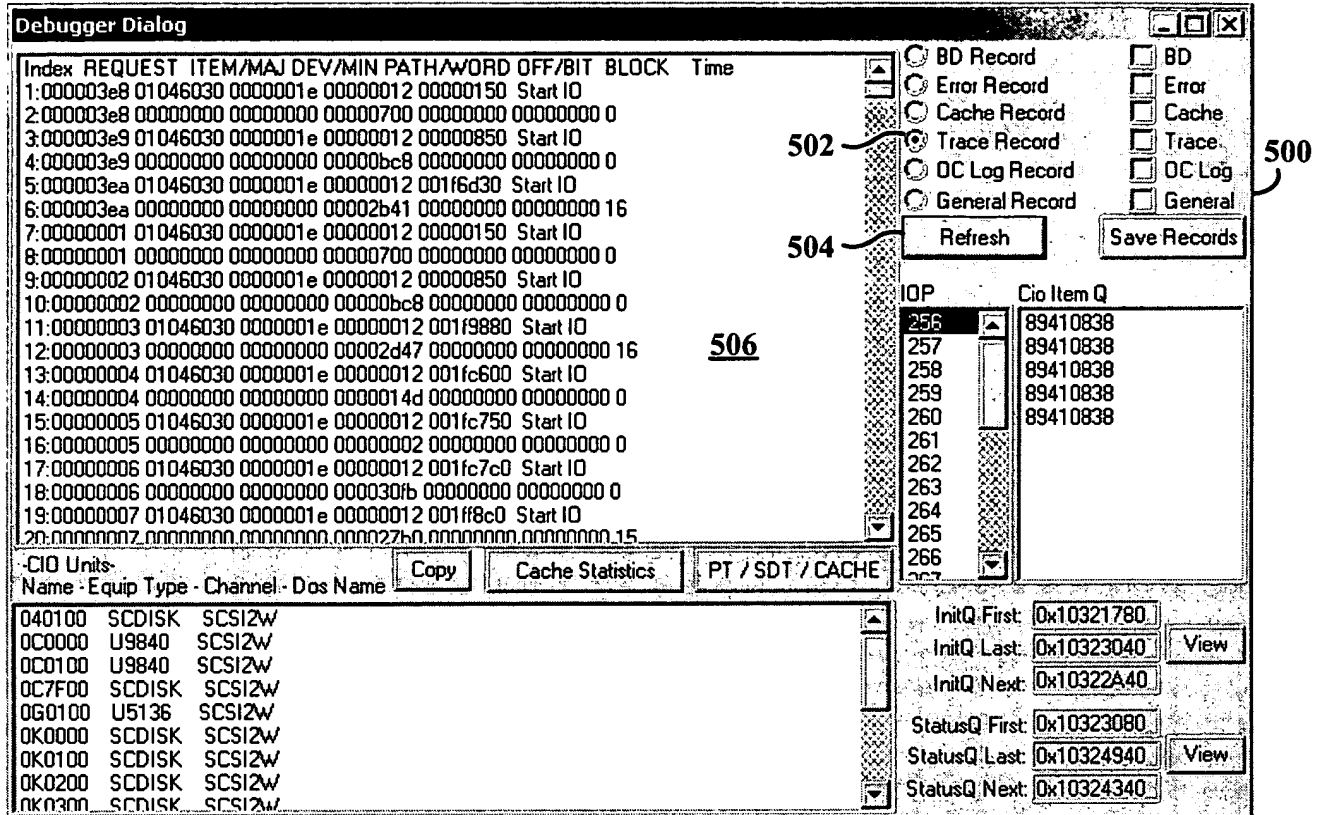 Debugger Dialog
Index REQUEST ITEM/MAJ DEV/MIN PATH/WORD OFF/BIT BLOCK Time
1:000003e8 01046030 0000001e 00000012 00000150 Start IO
2:000003e8 00000000 00000000 00000700 00000000 00000000 0
3:000003e9 01046030 0000001e 00000012 00000850 Start IO
4:000003e9 00000000 00000000 00000bc8 00000000 00000000 0
5:000003ea 01046030 0000001e 00000012 001f6d30 Start IO
6:000003ea 00000000 00000000 00002b41 00000000 00000000 16
7:00000001 01046030 0000001e 00000012 00000150 Start IO
8:00000001 00000000 00000000 00000700 00000000 00000000 0
9:00000002 01046030 0000001e 00000012 00000850 Start IO
10:00000002 00000000 00000000 00000bc8 00000000 00000000 0
11:00000003 01046030 0000001e 00000012 001f9880 Start IO
12:00000003 00000000 00000000 00002d47 00000000 00000000 16
13:00000004 01046030 0000001e 00000012 001fc600 Start IO
14:00000004 00000000 00000000 0000014d 00000000 00000000 0
15:00000005 01046030 0000001e 00000012 001fc750 Start IO
16:00000005 00000000 00000000 00000002 00000000 00000000 0
17:00000006 01046030 0000001e 00000012 001fc7c0 Start IO
18:00000006 00000000 00000000 000030fb 00000000 00000000 0
19:00000007 01046030 0000001e 00000012 001ff8c0 Start IO
20:00000007 00000000 00000000 000027b0 00000000 00000000 15
506
BD Record BD
Error Record Error
Cache Record Cache
502 Trace Record Trace
OC Log Record OC Log
General Record General
500
504 Refresh Save Records
IOP Cio Item Q
256 89410838
257 89410838
258 89410838
259 89410838
260 89410838
261
262
263
264
265
266
267
-CIO Units-
Name - Equip Type - Channel - Dos Name
Copy Cache Statistics PT / SDT / CACHE
040100 SCDISK SCSI2W
0C0000 U9840 SCSI2W
0C0100 U9840 SCSI2W
0C7F00 SCDISK SCSI2W
0G0100 U5136 SCSI2W
0K0000 SCDISK SCSI2W
0K0100 SCDISK SCSI2W
0K0200 SCDISK SCSI2W
0K0300 SCDISK SCSI2W
InitQ First: 0x10321780
InitQ Last: 0x10323040 View
InitQ Next: 0x10322A40
StatusQ First: 0x10323080
StatusQ Last: 0x10324940 View
StatusQ Next: 0x10324340